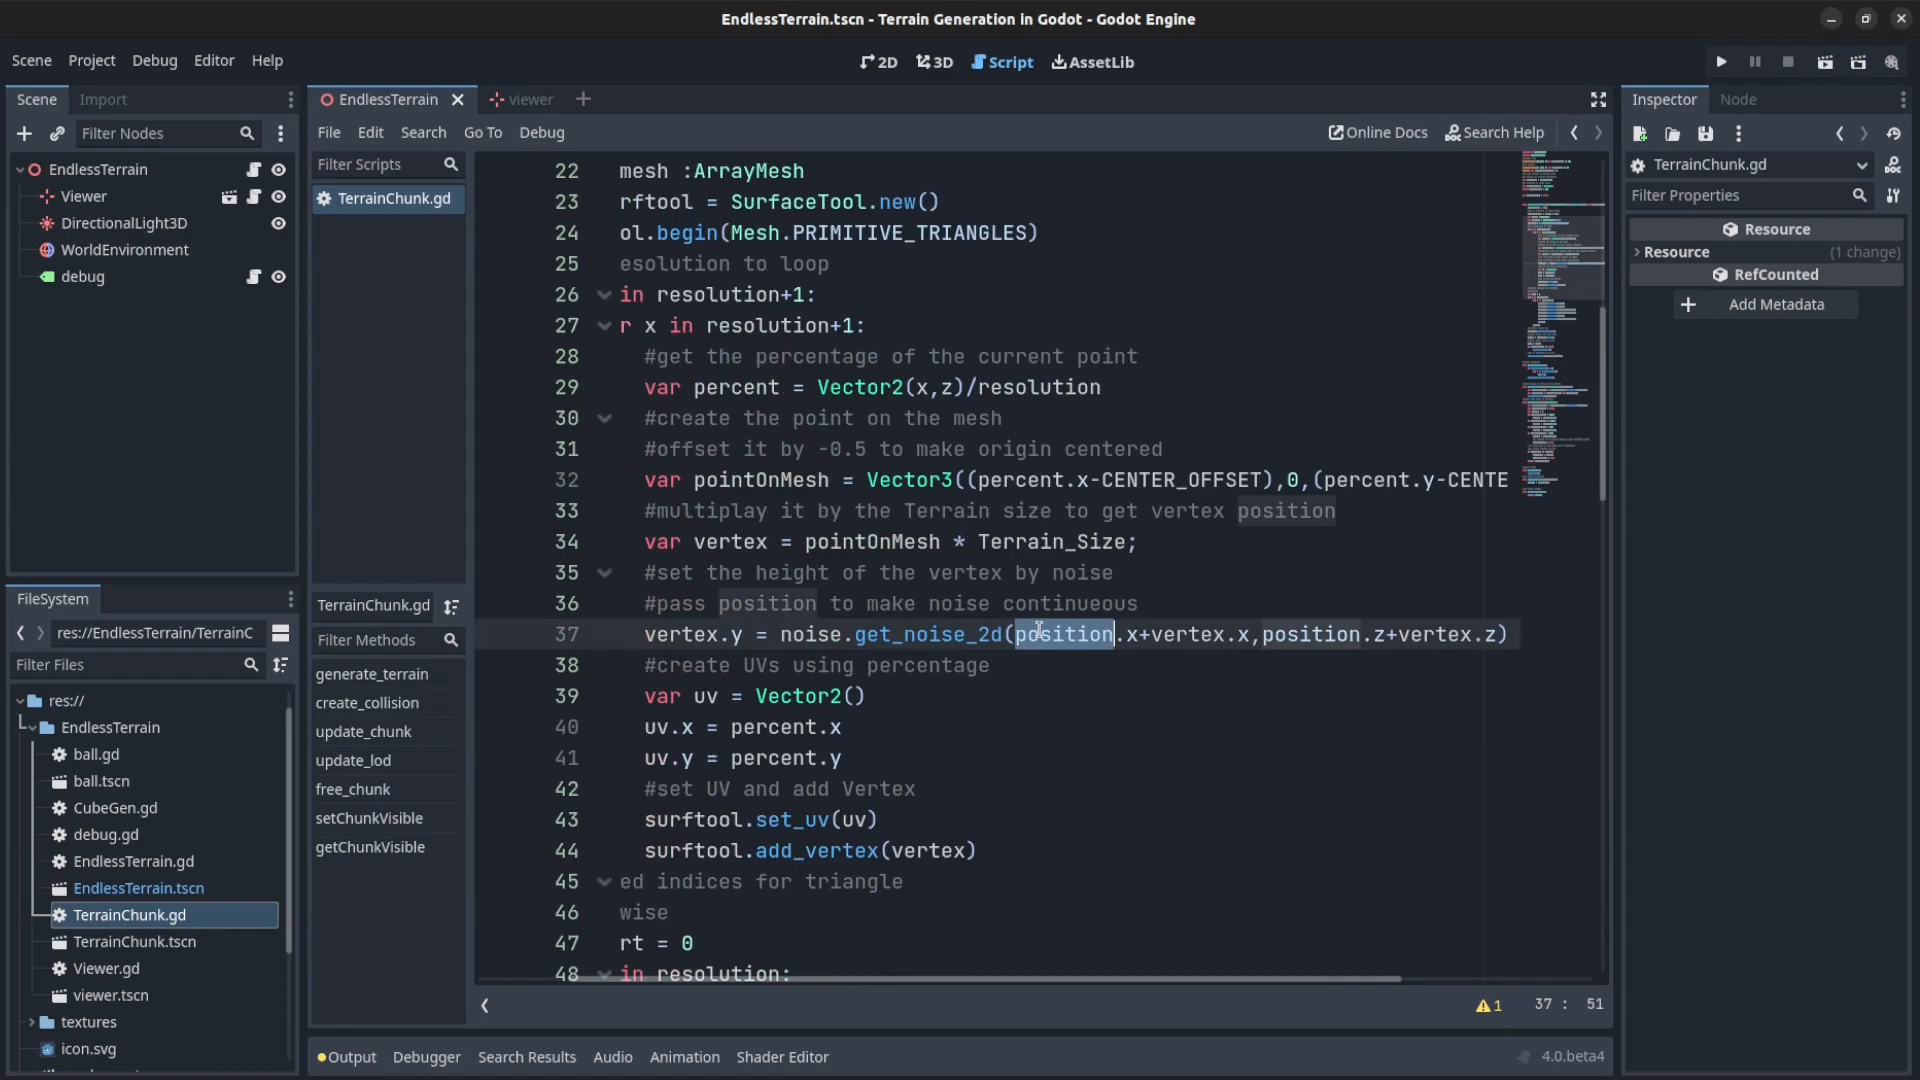 EndlessTerrain.tscn - Terrain Generation in Godot - Godot Engine
Scene Project Debug Editor Help
2D 3D Script AssetLib
Scene Import
Filter Nodes
EndlessTerrain
Viewer
DirectionalLight3D
WorldEnvironment
debug
FileSystem
res://EndlessTerrain/TerrainC
Filter Files
res://
EndlessTerrain
ball.gd
ball.tscn
CubeGen.gd
debug.gd
EndlessTerrain.gd
EndlessTerrain.tscn
TerrainChunk.gd
TerrainChunk.tscn
Viewer.gd
viewer.tscn
textures
icon.svg
EndlessTerrain viewer
File Edit Search Go To Debug
Online Docs Search Help
Filter Scripts
TerrainChunk.gd
TerrainChunk.gd
Filter Methods
generate_terrain
create_collision
update_chunk
update_lod
free_chunk
setChunkVisible
getChunkVisible
22 mesh :ArrayMesh
23 rftool = SurfaceTool.new()
24 ol.begin(Mesh.PRIMITIVE_TRIANGLES)
25 esolution to loop
26 in resolution+1:
27 r x in resolution+1:
28 #get the percentage of the current point
29 var percent = Vector2(x,z)/resolution
30 #create the point on the mesh
31 #offset it by -0.5 to make origin centered
32 var pointOnMesh = Vector3((percent.x-CENTER_OFFSET),0,(percent.y-CENTE
33 #multiplay it by the Terrain size to get vertex position
34 var vertex = pointOnMesh * Terrain_Size;
35 #set the height of the vertex by noise
36 #pass position to make noise continueous
37 vertex.y = noise.get_noise_2d(position.x+vertex.x,position.z+vertex.z)
38 #create UVs using percentage
39 var uv = Vector2()
40 uv.x = percent.x
41 uv.y = percent.y
42 #set UV and add Vertex
43 surftool.set_uv(uv)
44 surftool.add_vertex(vertex)
45 ed indices for triangle
46 wise
47 rt = 0
48 in resolution:
1 37 : 51
Output Debugger Search Results Audio Animation Shader Editor
4.0.beta4
Inspector Node
TerrainChunk.gd
Filter Properties
Resource
Resource (1 change)
RefCounted
Add Metadata